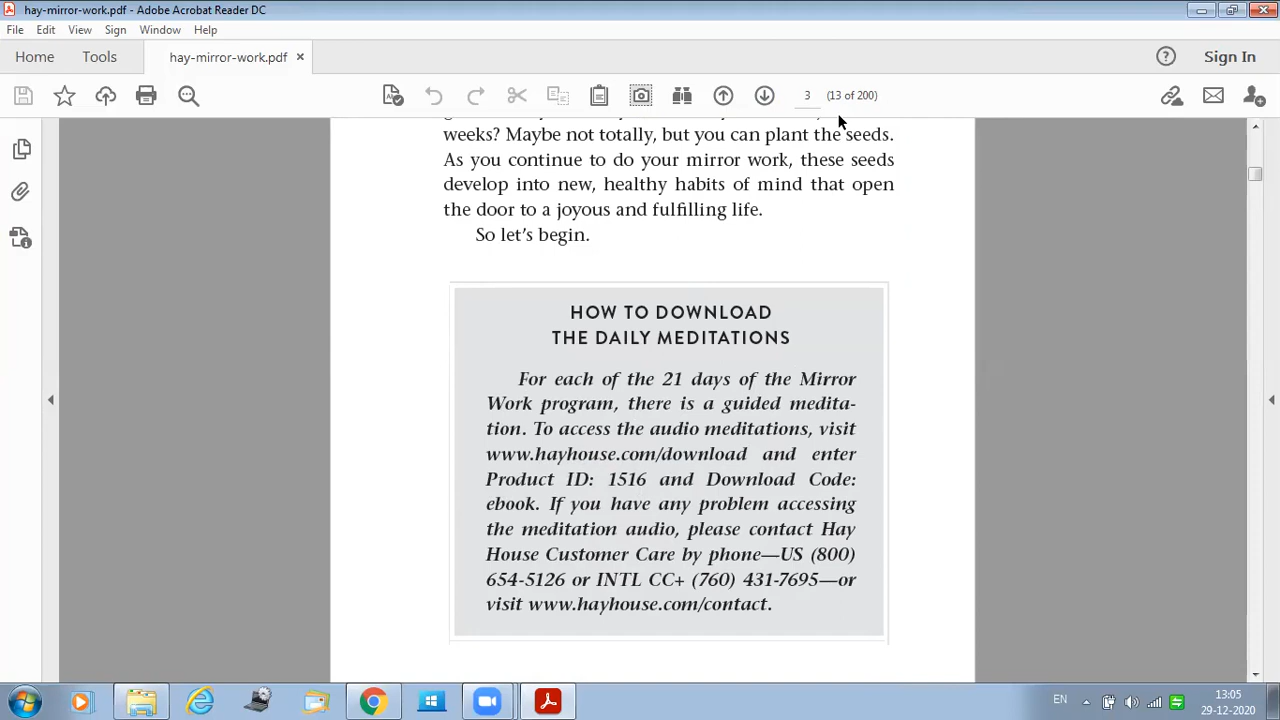 hay-mirror-work.pdf - Adobe Acrobat Reader DC
File Edit View Sign Window Help
Home Tools hay-mirror-work.pdf × Sign In
3 (13 of 200)
weeks? Maybe not totally, but you can plant the seeds.
As you continue to do your mirror work, these seeds
develop into new, healthy habits of mind that open
the door to a joyous and fulfilling life.
So let’s begin.
HOW TO DOWNLOAD
THE DAILY MEDITATIONS
For each of the 21 days of the Mirror
Work program, there is a guided medita-
tion. To access the audio meditations, visit
www.hayhouse.com/download and enter
Product ID: 1516 and Download Code:
ebook. If you have any problem accessing
the meditation audio, please contact Hay
House Customer Care by phone—US (800)
654-5126 or INTL CC+ (760) 431-7695—or
visit www.hayhouse.com/contact.
EN
13:05
29-12-2020